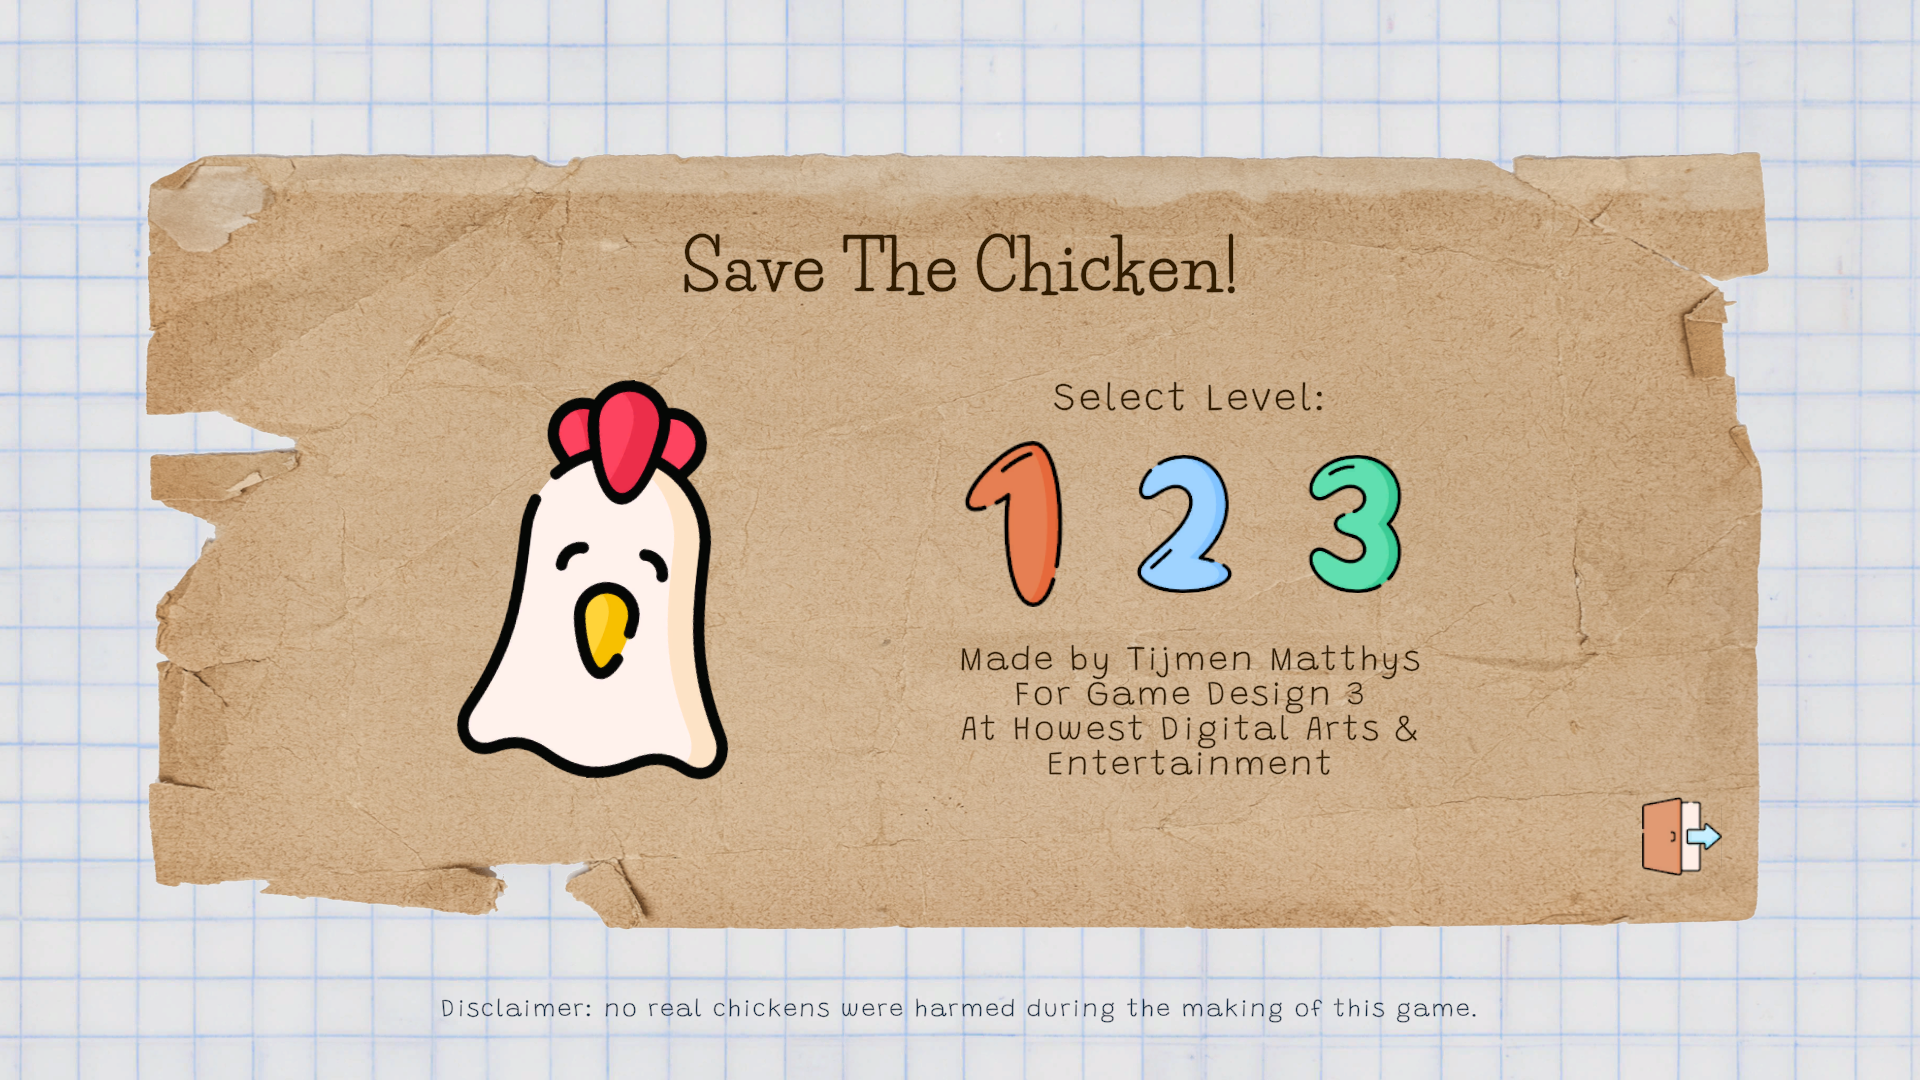 Save The Chicken!
Select Level:
1 2 3
Made by Tijmen Matthys
For Game Design 3
At Howest Digital Arts &
Entertainment
Disclaimer: no real chickens were harmed during the making of this game.